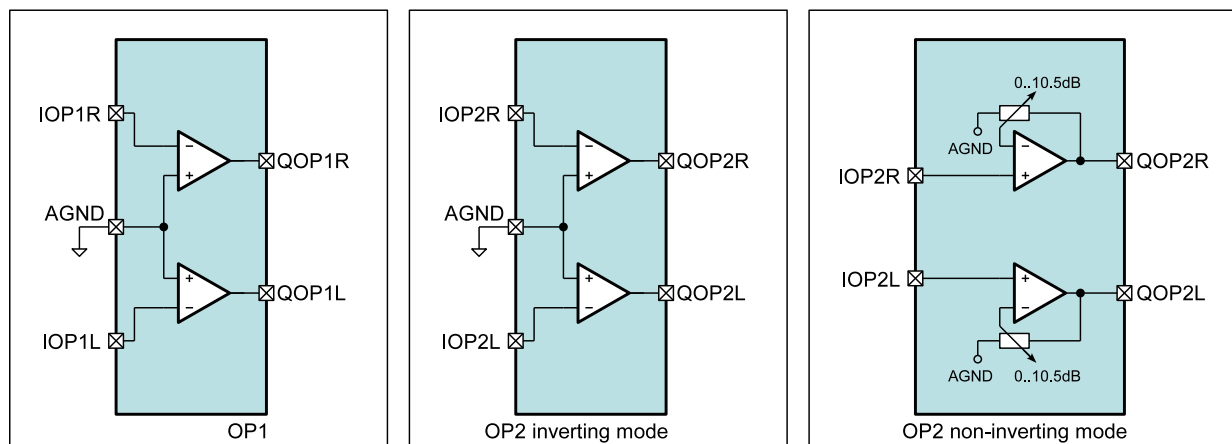 IOP1R
QOP1R
AGND
QOP1L
IOP1L
OP1
IOP2R
QOP2R
AGND
QOP2L
IOP2L
OP2 inverting mode
0..10.5dB
AGND
QOP2R
IOP2R
IOP2L
QOP2L
AGND
0..10.5dB
OP2 non-inverting mode